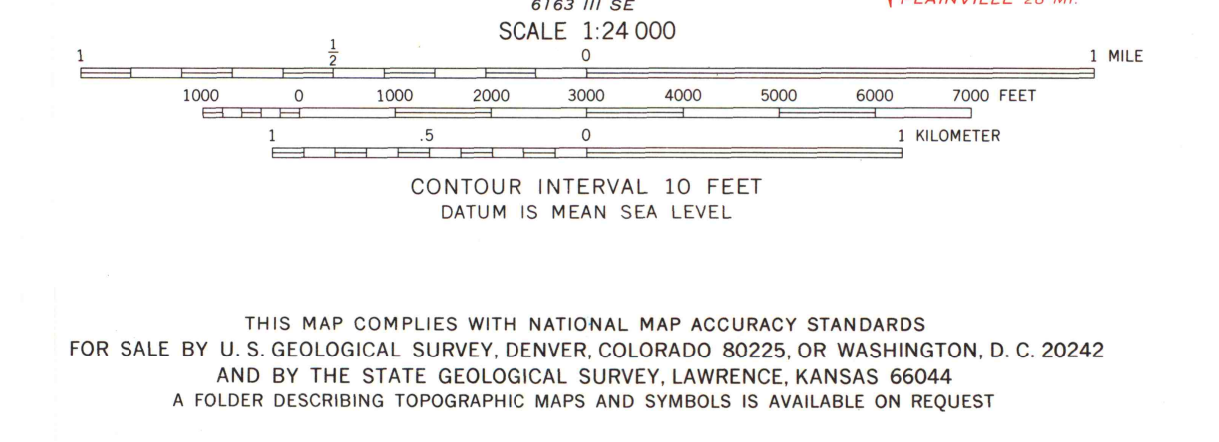 6163 III SE
PLAINVILLE 28 MI.
SCALE 1:24 000
1 1/2 0 1 MILE
1000 0 1000 2000 3000 4000 5000 6000 7000 FEET
1 .5 0 1 KILOMETER
CONTOUR INTERVAL 10 FEET
DATUM IS MEAN SEA LEVEL
THIS MAP COMPLIES WITH NATIONAL MAP ACCURACY STANDARDS
FOR SALE BY U. S. GEOLOGICAL SURVEY, DENVER, COLORADO 80225, OR WASHINGTON, D. C. 20242
AND BY THE STATE GEOLOGICAL SURVEY, LAWRENCE, KANSAS 66044
A FOLDER DESCRIBING TOPOGRAPHIC MAPS AND SYMBOLS IS AVAILABLE ON REQUEST